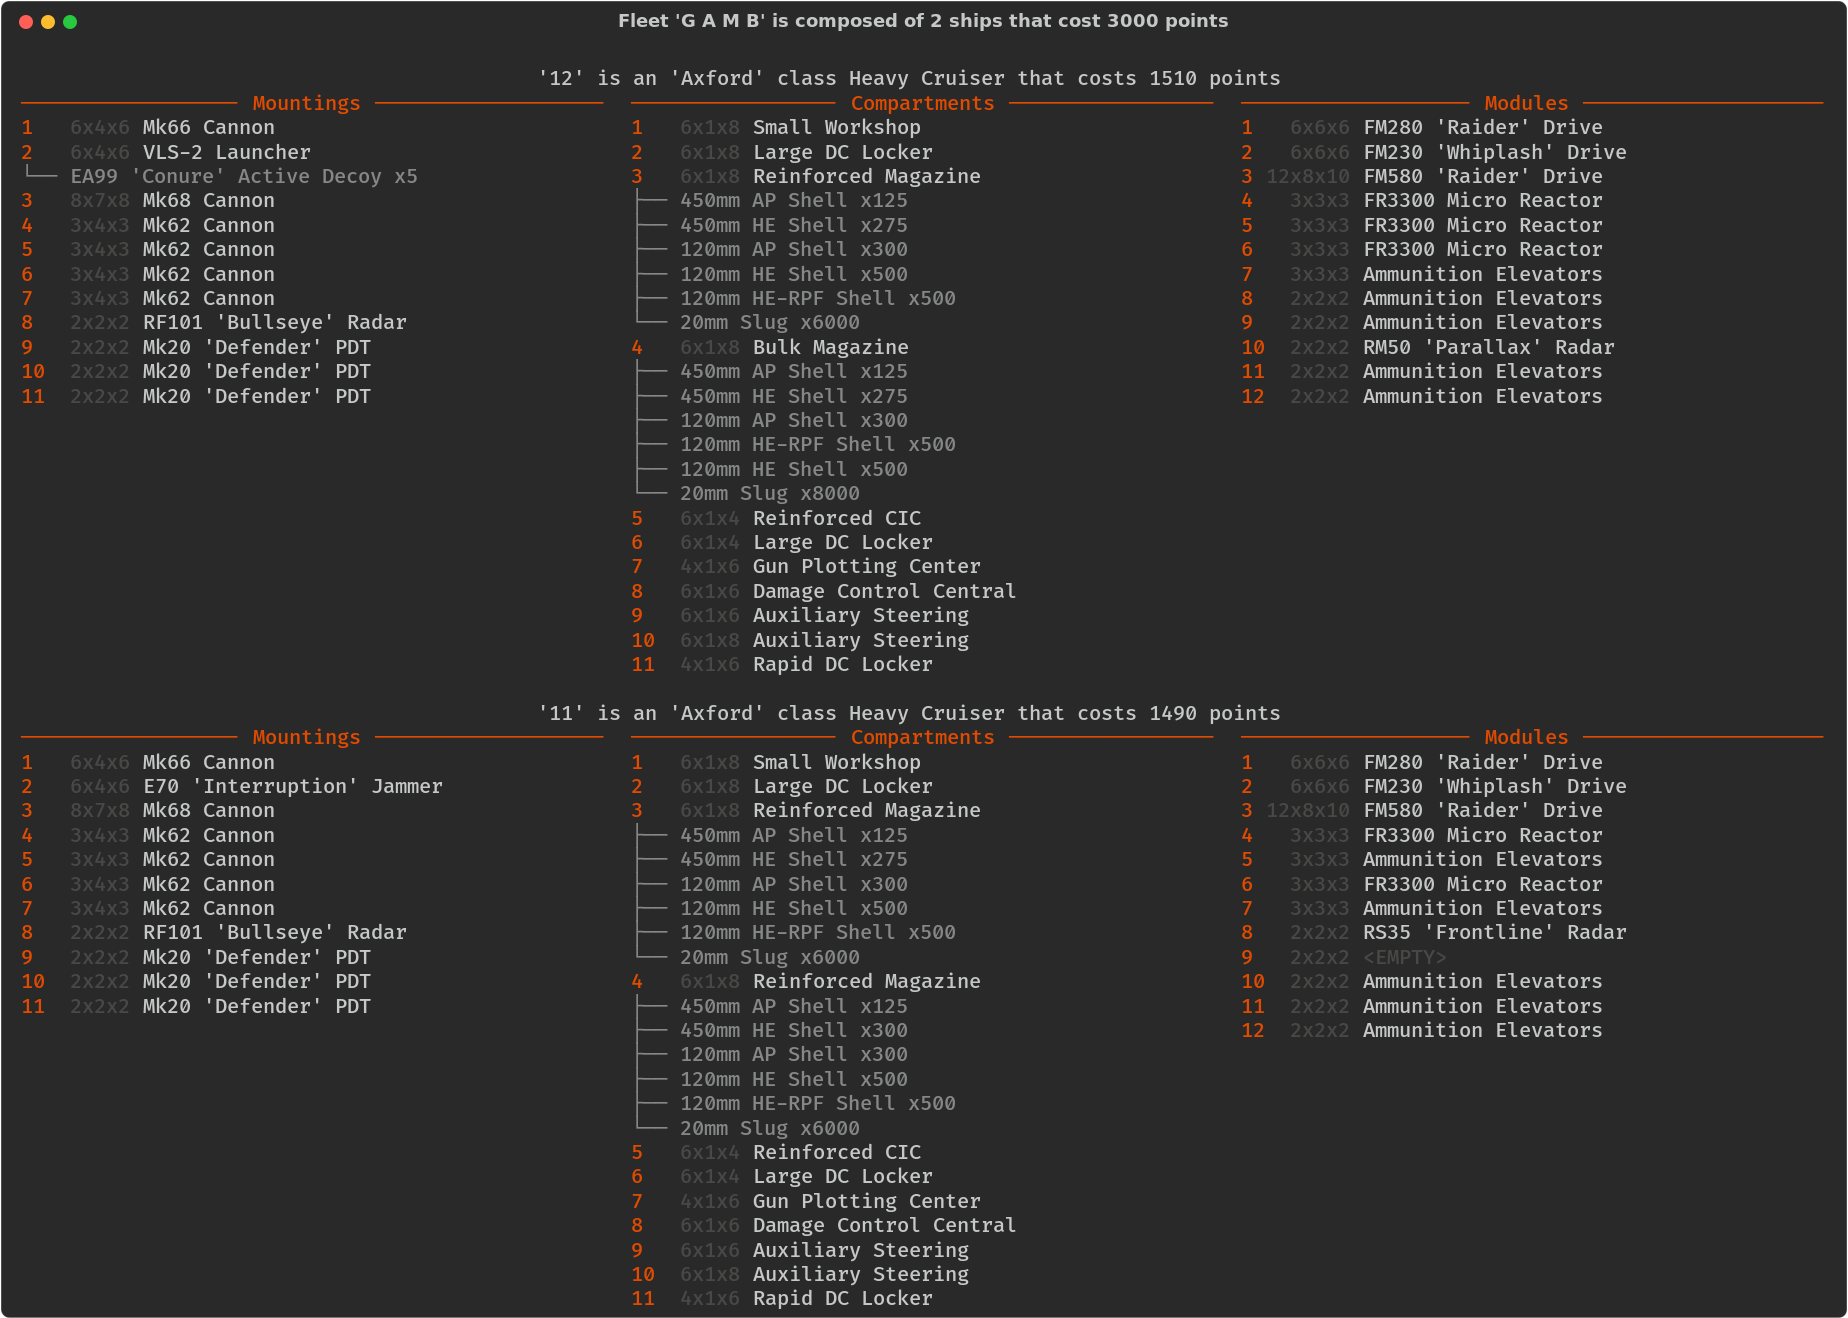 Fleet 'G A M B' is composed of 2 ships that cost 3000 points
'12' is an 'Axford' class Heavy Cruiser that costs 1510 points
Mountings
1 6x4x6 Mk66 Cannon
2 6x4x6 VLS-2 Launcher
EA99 'Conure' Active Decoy x5
3 8x7x8 Mk68 Cannon
4 3x4x3 Mk62 Cannon
5 3x4x3 Mk62 Cannon
6 3x4x3 Mk62 Cannon
7 3x4x3 Mk62 Cannon
8 2x2x2 RF101 'Bullseye' Radar
9 2x2x2 Mk20 'Defender' PDT
10 2x2x2 Mk20 'Defender' PDT
11 2x2x2 Mk20 'Defender' PDT
Compartments
1 6x1x8 Small Workshop
2 6x1x8 Large DC Locker
3 6x1x8 Reinforced Magazine
450mm AP Shell x125
450mm HE Shell x275
120mm AP Shell x300
120mm HE Shell x500
120mm HE-RPF Shell x500
20mm Slug x6000
4 6x1x8 Bulk Magazine
450mm AP Shell x125
450mm HE Shell x275
120mm AP Shell x300
120mm HE-RPF Shell x500
120mm HE Shell x500
20mm Slug x8000
5 6x1x4 Reinforced CIC
6 6x1x4 Large DC Locker
7 4x1x6 Gun Plotting Center
8 6x1x6 Damage Control Central
9 6x1x6 Auxiliary Steering
10 6x1x8 Auxiliary Steering
11 4x1x6 Rapid DC Locker
Modules
1 6x6x6 FM280 'Raider' Drive
2 6x6x6 FM230 'Whiplash' Drive
3 12x8x10 FM580 'Raider' Drive
4 3x3x3 FR3300 Micro Reactor
5 3x3x3 FR3300 Micro Reactor
6 3x3x3 FR3300 Micro Reactor
7 3x3x3 Ammunition Elevators
8 2x2x2 Ammunition Elevators
9 2x2x2 Ammunition Elevators
10 2x2x2 RM50 'Parallax' Radar
11 2x2x2 Ammunition Elevators
12 2x2x2 Ammunition Elevators
'11' is an 'Axford' class Heavy Cruiser that costs 1490 points
Mountings
1 6x4x6 Mk66 Cannon
2 6x4x6 E70 'Interruption' Jammer
3 8x7x8 Mk68 Cannon
4 3x4x3 Mk62 Cannon
5 3x4x3 Mk62 Cannon
6 3x4x3 Mk62 Cannon
7 3x4x3 Mk62 Cannon
8 2x2x2 RF101 'Bullseye' Radar
9 2x2x2 Mk20 'Defender' PDT
10 2x2x2 Mk20 'Defender' PDT
11 2x2x2 Mk20 'Defender' PDT
Compartments
1 6x1x8 Small Workshop
2 6x1x8 Large DC Locker
3 6x1x8 Reinforced Magazine
450mm AP Shell x125
450mm HE Shell x275
120mm AP Shell x300
120mm HE Shell x500
120mm HE-RPF Shell x500
20mm Slug x6000
4 6x1x8 Reinforced Magazine
450mm AP Shell x125
450mm HE Shell x300
120mm AP Shell x300
120mm HE Shell x500
120mm HE-RPF Shell x500
20mm Slug x6000
5 6x1x4 Reinforced CIC
6 6x1x4 Large DC Locker
7 4x1x6 Gun Plotting Center
8 6x1x6 Damage Control Central
9 6x1x6 Auxiliary Steering
10 6x1x8 Auxiliary Steering
11 4x1x6 Rapid DC Locker
Modules
1 6x6x6 FM280 'Raider' Drive
2 6x6x6 FM230 'Whiplash' Drive
3 12x8x10 FM580 'Raider' Drive
4 3x3x3 FR3300 Micro Reactor
5 3x3x3 Ammunition Elevators
6 3x3x3 FR3300 Micro Reactor
7 3x3x3 Ammunition Elevators
8 2x2x2 RS35 'Frontline' Radar
9 2x2x2 <EMPTY>
10 2x2x2 Ammunition Elevators
11 2x2x2 Ammunition Elevators
12 2x2x2 Ammunition Elevators